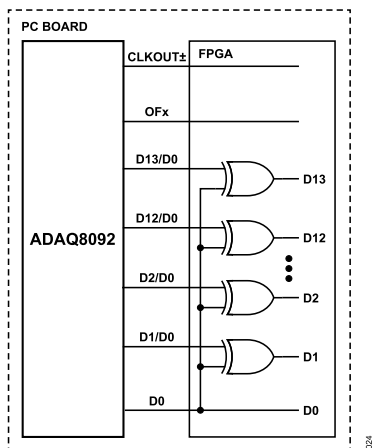 PC BOARD
CLKOUT± FPGA
OFx
D13/D0
D13
D12/D0
D12
ADAQ8092
D2/D0
D2
D1/D0
D1
D0
D0
024